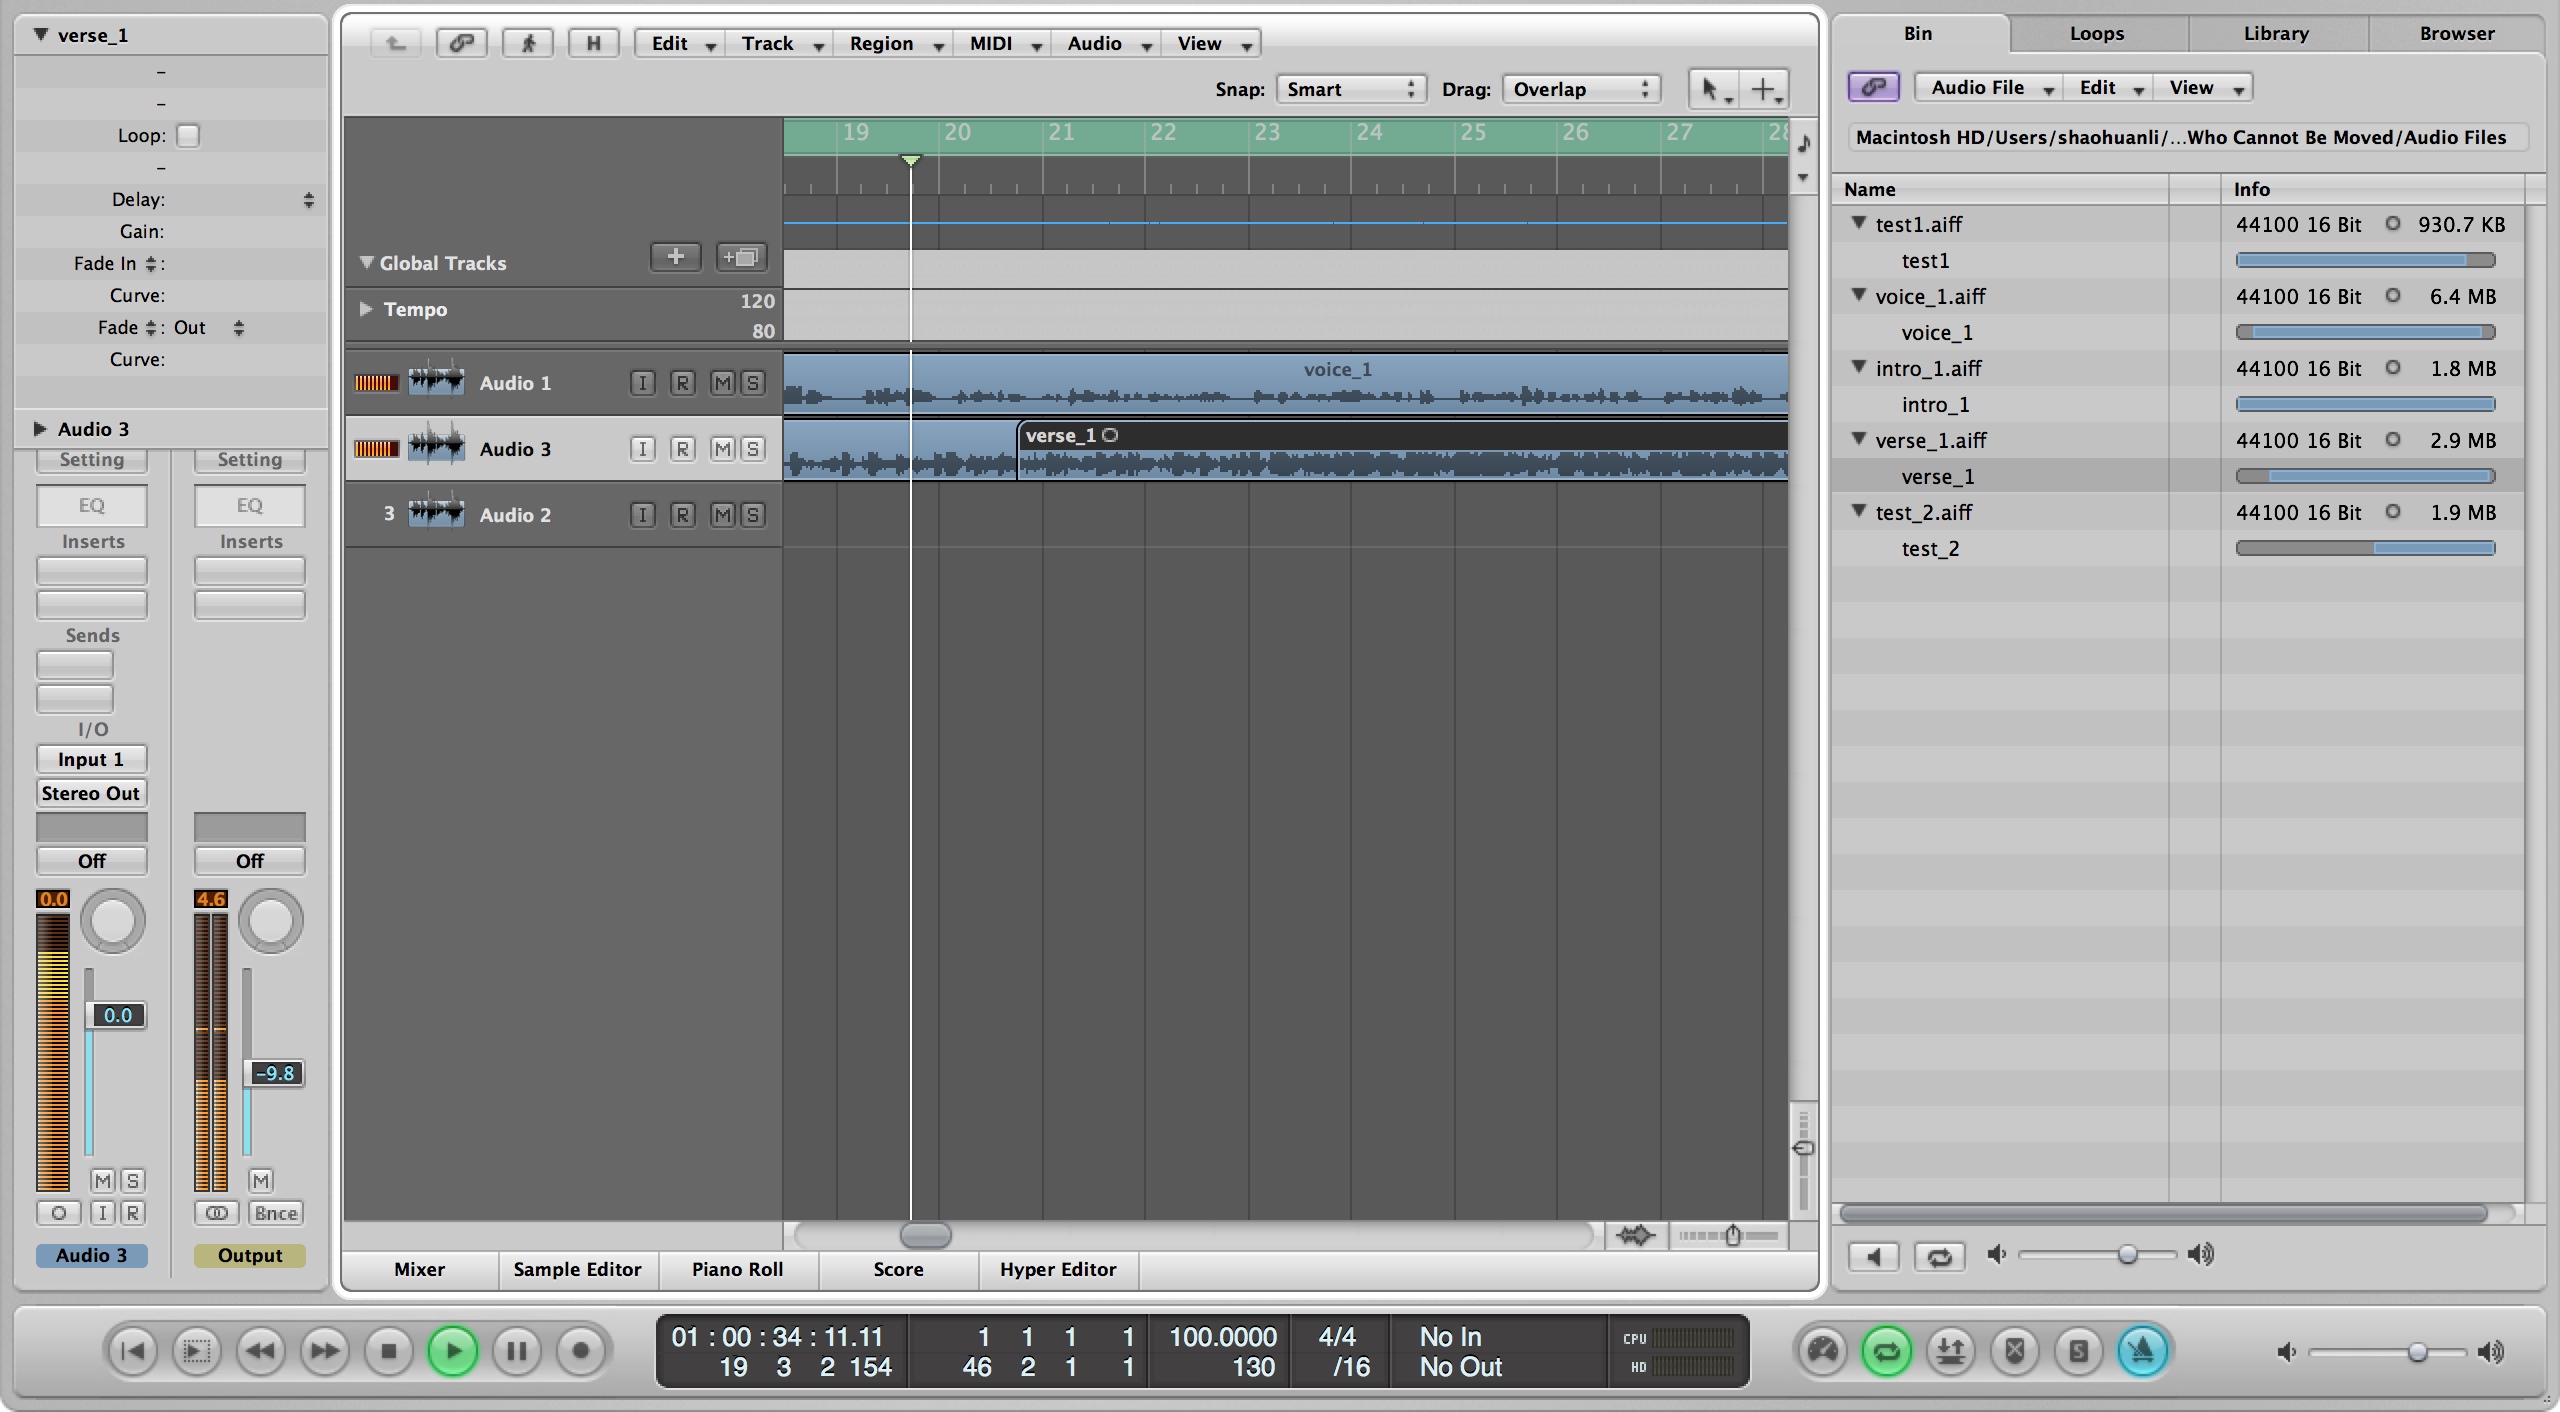 verse_1
–
–
Loop:
–
Delay:
Gain:
Fade In :
Curve:
Fade : Out
Curve:
Audio 3
Setting Setting
EQ EQ
Inserts Inserts
Sends
I/O
Input 1
Stereo Out
Off Off
0.0 4.6
0.0
-9.8
M S M
I R Bnce
Audio 3 Output
H Edit Track Region MIDI Audio View
Snap: Smart Drag: Overlap
19 20 21 22 23 24 25 26 27 28
Global Tracks
Tempo 120
80
Audio 1 I R M S voice_1
Audio 3 I R M S verse_1
3 Audio 2 I R M S
Mixer Sample Editor Piano Roll Score Hyper Editor
Bin Loops Library Browser
Audio File Edit View
Macintosh HD/Users/shaohuanli/...Who Cannot Be Moved/Audio Files
Name Info
test1.aiff 44100 16 Bit 930.7 KB
test1
voice_1.aiff 44100 16 Bit 6.4 MB
voice_1
intro_1.aiff 44100 16 Bit 1.8 MB
intro_1
verse_1.aiff 44100 16 Bit 2.9 MB
verse_1
test_2.aiff 44100 16 Bit 1.9 MB
test_2
01 : 00 : 34 : 11.11 1 1 1 1 100.0000 4/4 No In CPU
19 3 2 154 46 2 1 1 130 /16 No Out HD
S